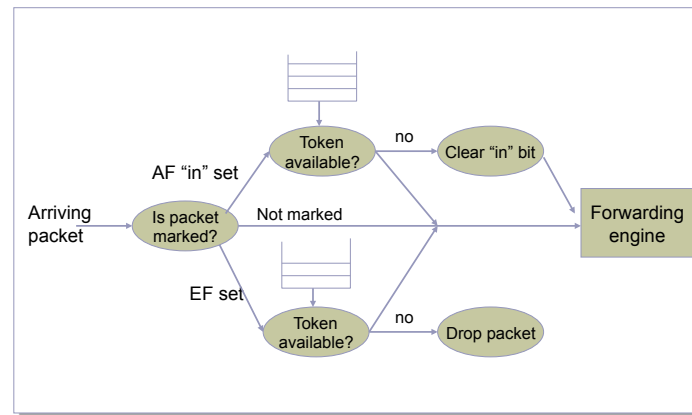 Token
available?
no
Clear “in” bit
AF “in” set
Arriving
packet
Is packet
marked?
Not marked
Forwarding
engine
EF set
Token
available?
no
Drop packet